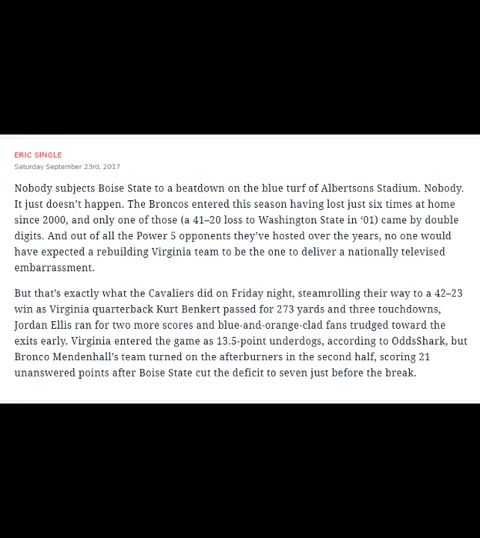 ERIC SINGLE
Saturday September 23rd, 2017
Nobody subjects Boise State to a beatdown on the blue turf of Albertsons Stadium. Nobody.
It just doesn’t happen. The Broncos entered this season having lost just six times at home
since 2000, and only one of those (a 41–20 loss to Washington State in ‘01) came by double
digits. And out of all the Power 5 opponents they’ve hosted over the years, no one would
have expected a rebuilding Virginia team to be the one to deliver a nationally televised
embarrassment.
But that’s exactly what the Cavaliers did on Friday night, steamrolling their way to a 42–23
win as Virginia quarterback Kurt Benkert passed for 273 yards and three touchdowns,
Jordan Ellis ran for two more scores and blue-and-orange-clad fans trudged toward the
exits early. Virginia entered the game as 13.5-point underdogs, according to OddsShark, but
Bronco Mendenhall’s team turned on the afterburners in the second half, scoring 21
unanswered points after Boise State cut the deficit to seven just before the break.